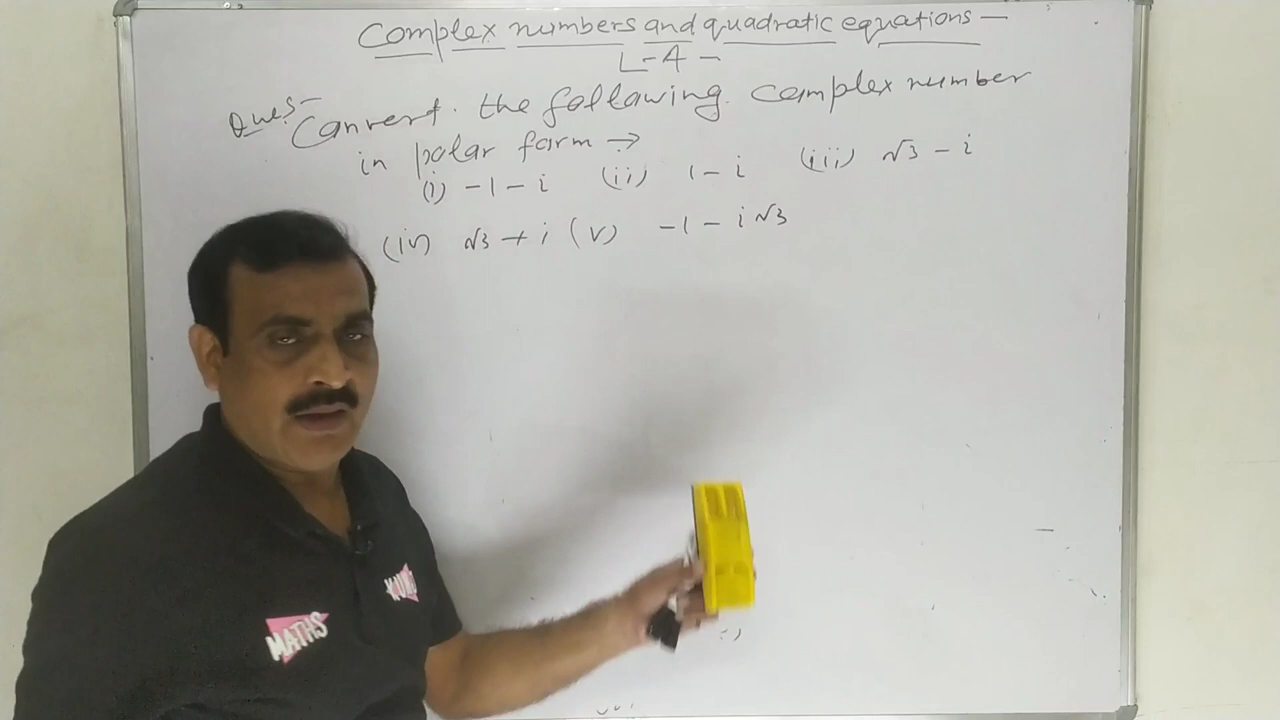 Complex numbers and quadratic equations –
L-4 –
Ques– Convert the following complex number
in polar form →
(i) -1 - i (ii) 1 - i (iii) √3 - i
(iv) √3 + i (v) -1 - i√3
MATHS